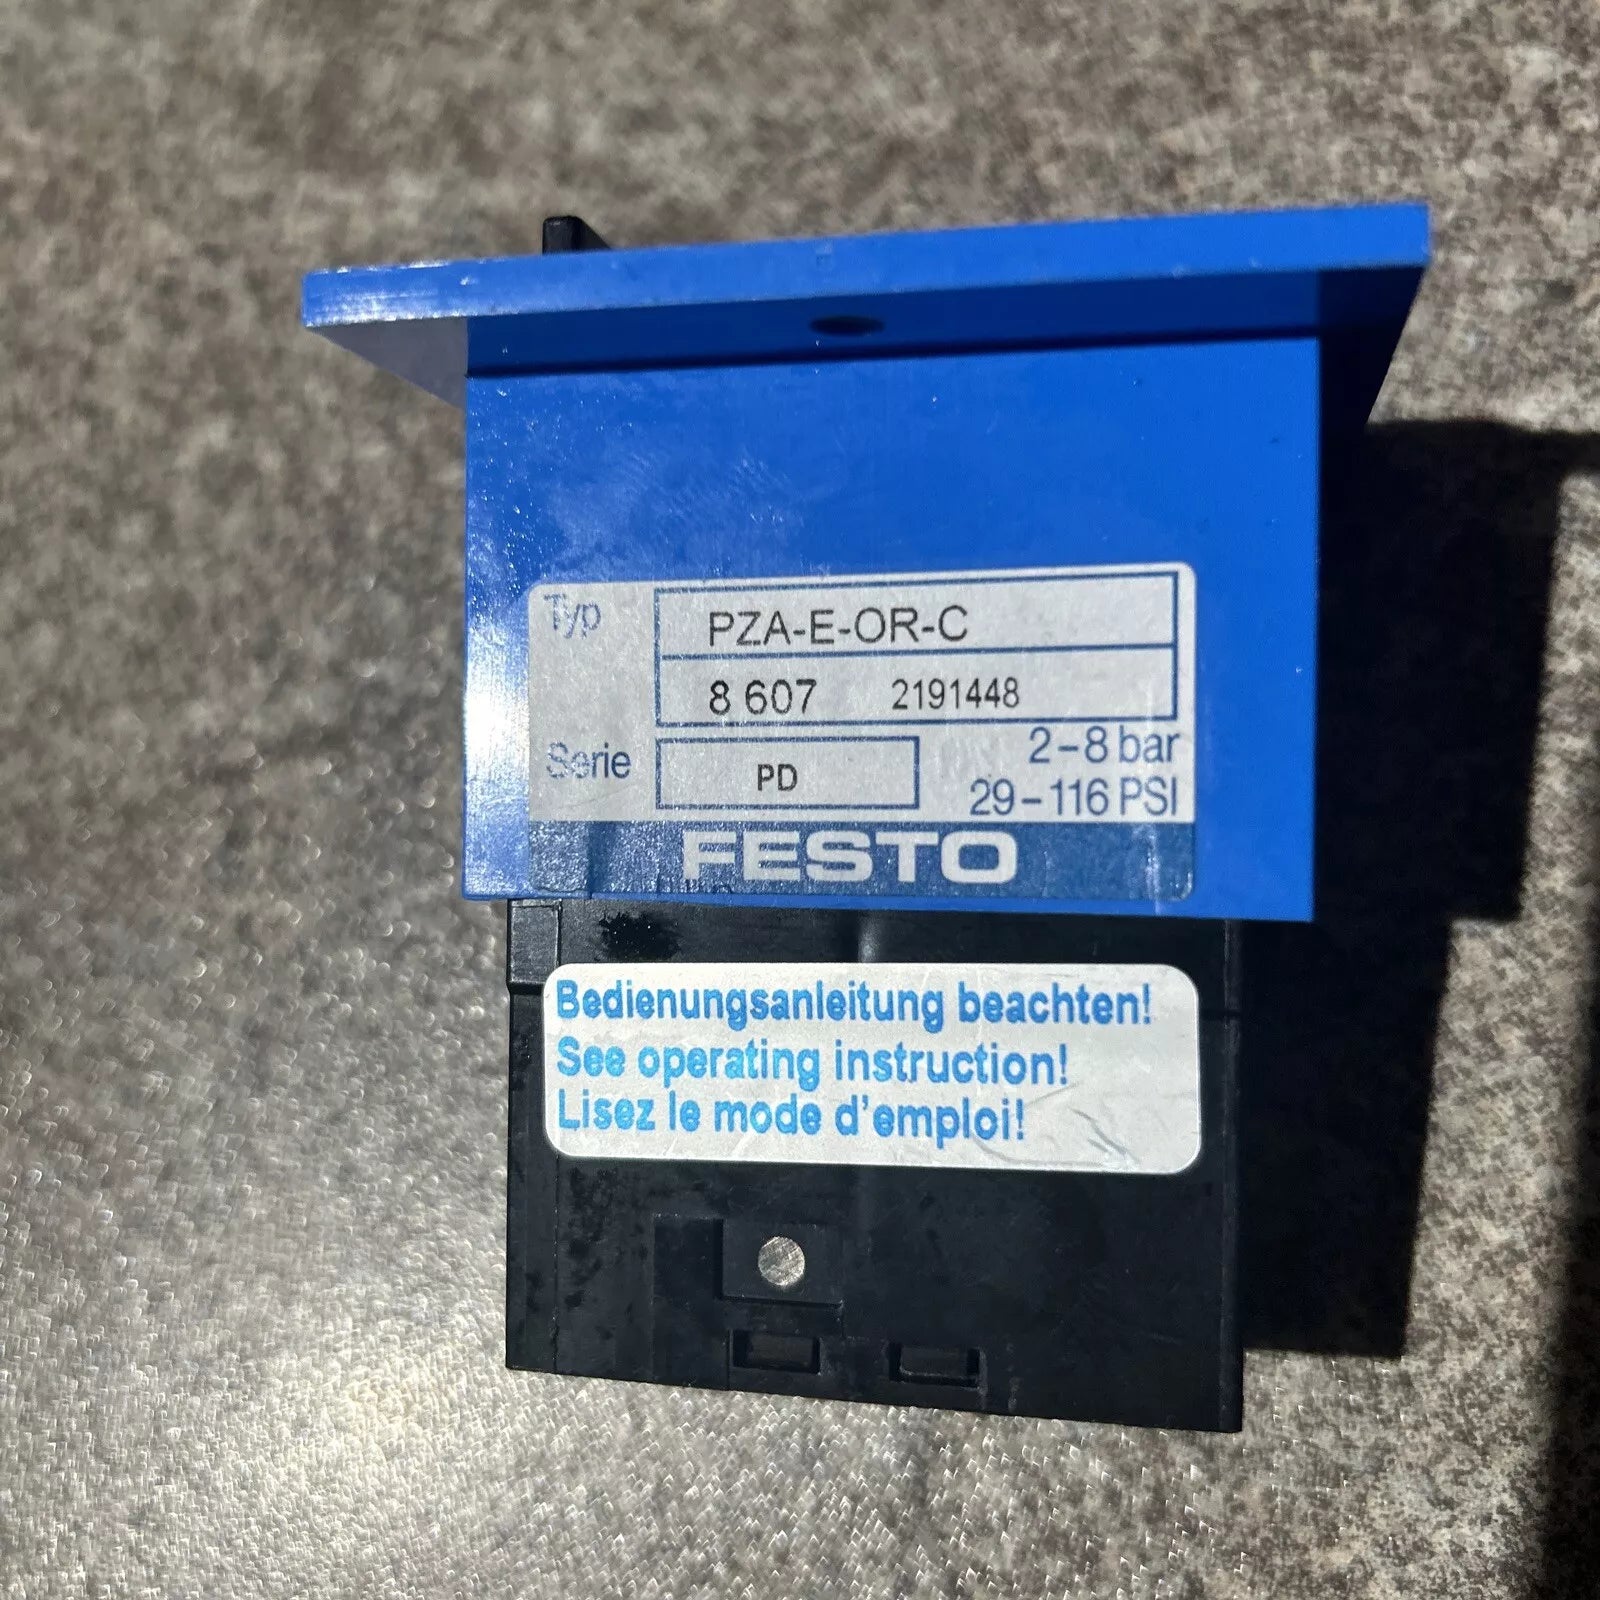 Typ PZA-E-OR-C
8 607 2191448
Serie PD 2-8 bar
29-116 PSI
FESTO
Bedienungsanleitung beachten!
See operating instruction!
Lisez le mode d'emploi!